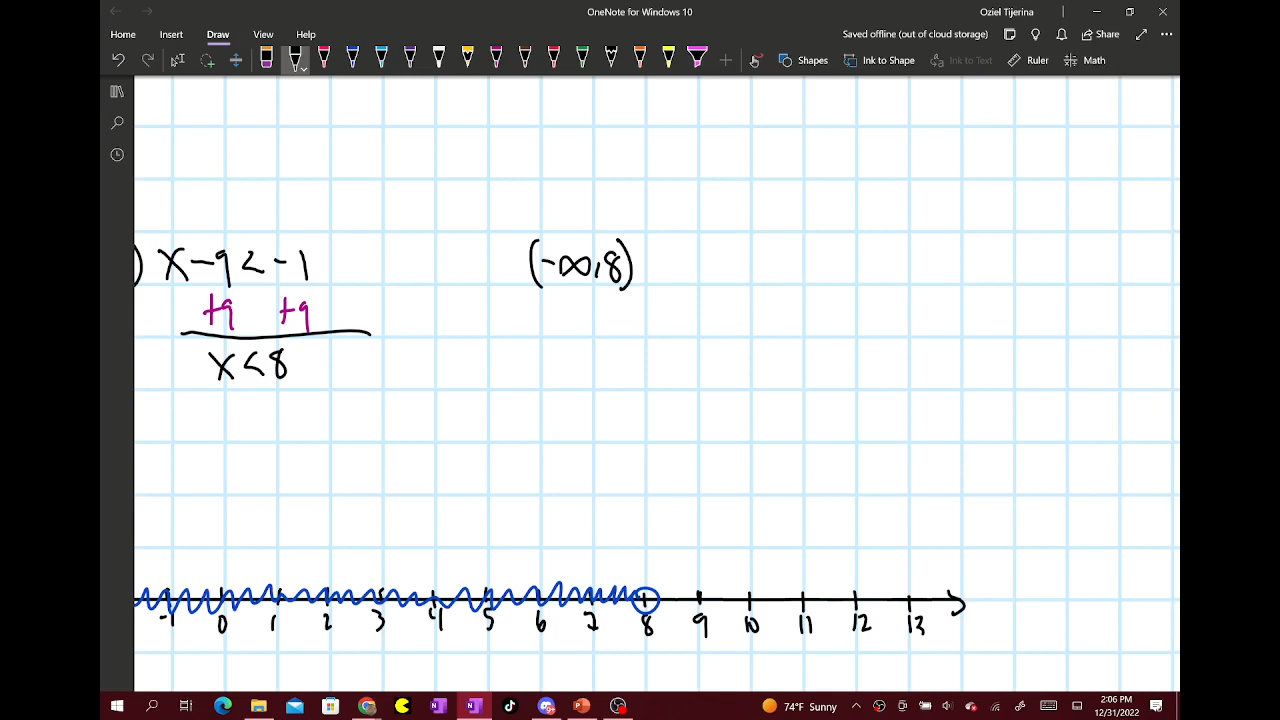 OneNote for Windows 10
Oziel Tijerina
Home Insert Draw View Help
Saved offline (out of cloud storage)
Share
Shapes
Ink to Shape
Ink to Text
Ruler
Math
) x - 9 < -1
(-∞, 8)
+9 +9
x < 8
-1 0 1 2 3 4 5 6 7 8 9 10 11 12 13
74°F Sunny
2:06 PM
12/31/2022